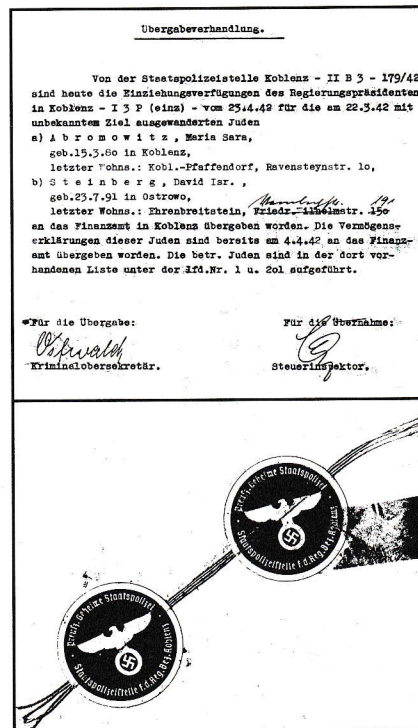 Übergabeverhandlung.
Von der Staatspolizeistelle Koblenz - II B 3 - 179/42
sind heute die Einziehungsverfügungen des Regierungspräsidenten
in Koblenz - I 3 P (einz) - vom 25.4.42 für die am 22.3.42 mit
unbekanntem Ziel ausgewanderten Juden
a) A b r o m o w i t z , Maria Sara,
geb.15.3.80 in Koblenz,
letzter Wohns.: Kobl.-Pfaffendorf, Ravensteynstr. 1o,
b) S t e i n b e r g , David Isr. ,
geb.23.7.91 in Ostrowo,
letzter Wohns.: Ehrenbreitstein, Friedr.-Wilhelmstr. 15o
an das Finanzamt in Koblenz übergeben worden. Die Vermögens-
erklärungen dieser Juden sind bereits am 4.4.42 an das Finanz-
amt übergeben worden. Die betr. Juden sind in der dort vor-
handenen Liste unter der lfd.Nr. 1 u. 2o1 aufgeführt.
Für die Übergabe:
Für die Übernahme:
Ostwald
Kriminalobersekretär.
Steuerinspektor.
Preuß. Geheime Staatspolizei
Staatspolizeistelle f.d.Reg.Bez.Koblenz
Preuß. Geheime Staatspolizei
Staatspolizeistelle f.d.Reg.Bez.Koblenz